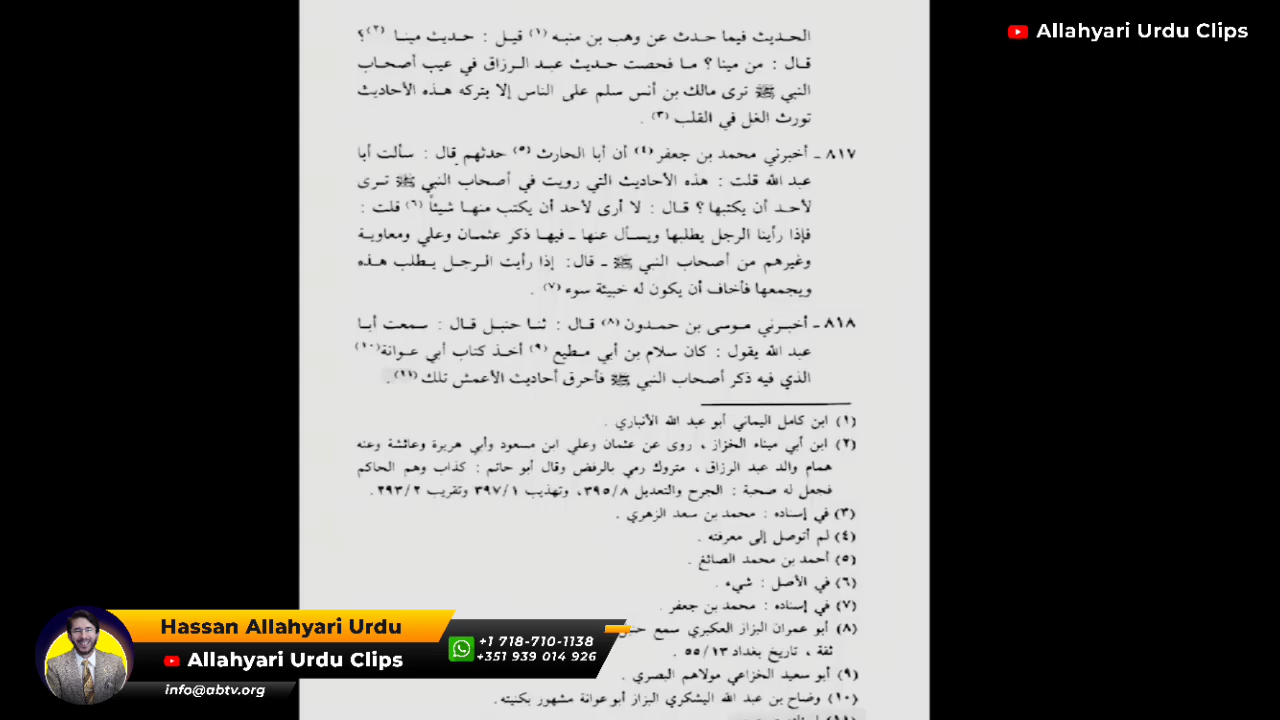 Allahyari Urdu Clips
الحديث فيما حدث عن وهب بن منبه (١) قيل : حديث مينا (٢)؟
قال : من مينا ؟ ما فحصت حديث عبد الرزاق في عيب أصحاب
النبي ﷺ ترى مالك بن أنس سلم على الناس إلا بتركه هذه الأحاديث
تورث الغل في القلب (٣) .
٨١٧ - أخبرني محمد بن جعفر (٤) أن أبا الحارث (٥) حدثهم قال : سألت أبا
عبد الله قلت : هذه الأحاديث التي رويت في أصحاب النبي ﷺ ترى
لأحد أن يكتبها ؟ قال : لا أرى لأحد أن يكتب منها شيئاً (٦) قلت :
فإذا رأينا الرجل يطلبها ويسأل عنها - فيها ذكر عثمان وعلي ومعاوية
وغيرهم من أصحاب النبي ﷺ - قال: إذا رأيت الرجل يطلب هذه
ويجمعها فأخاف أن يكون له خبيئة سوء (٧) .
٨١٨ - أخبرني موسى بن حمدون (٨) قال : ثنا حنبل قال : سمعت أبا
عبد الله يقول : كان سلام بن أبي مطيع (٩) أخذ كتاب أبي عوانة (١٠)
الذي فيه ذكر أصحاب النبي ﷺ فأحرق أحاديث الأعمش تلك (١١) .
(١) ابن كامل اليماني أبو عبد الله الأنباري .
(٢) ابن أبي ميناء الخزاز ، روى عن عثمان وعلي ابن مسعود وأبي هريرة وعائشة وعنه
همام والد عبد الرزاق ، متروك رمي بالرفض وقال أبو حاتم : كذاب وهم الحاكم
فجعل له صحبة : الجرح والتعديل ٣٩٥/٨، وتهذيب ٣٩٧/١ وتقريب ٢٩٣/٢ .
(٣) في إسناده : محمد بن سعد الزهري .
(٤) لم أتوصل إلى معرفته .
(٥) أحمد بن محمد الصائغ .
(٦) في الأصل : شيء .
(٧) في إسناده : محمد بن جعفر .
(٨) أبو عمران البزاز العكبري سمع
ثقة ، تاريخ بغداد ٥٥/١٣ .
(٩) أبو سعيد الخزاعي مولاهم البصري .
(١٠) وضاح بن عبد الله اليشكري البزاز أبو عوانة مشهور بكنيته .
Hassan Allahyari Urdu
Allahyari Urdu Clips
info@abtv.org
+1 718-710-1138
+351 939 014 926